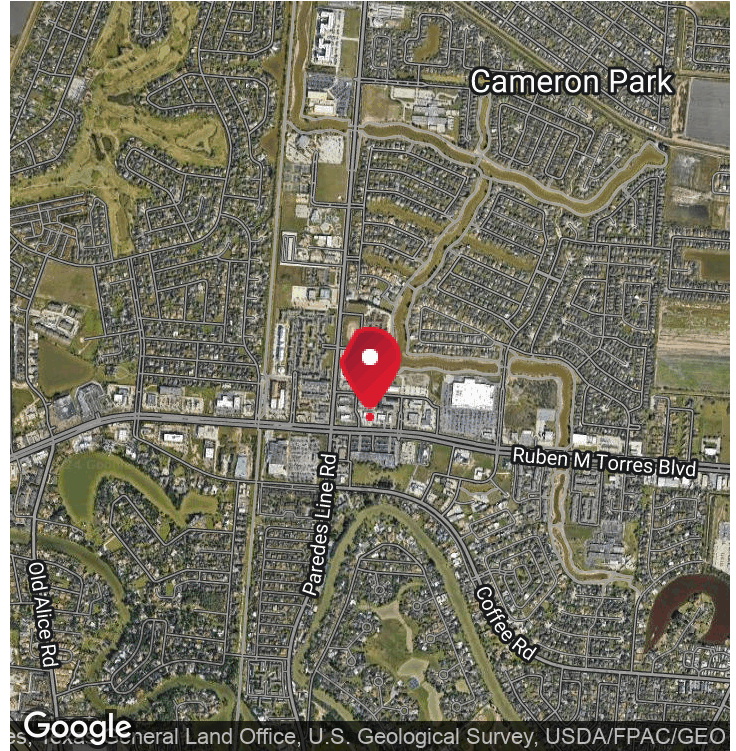 Cameron Park
Ruben M Torres Blvd
Paredes Line Rd
Old Alice Rd
Coffee Rd
Google
General Land Office, U.S. Geological Survey, USDA/FPAC/GEO